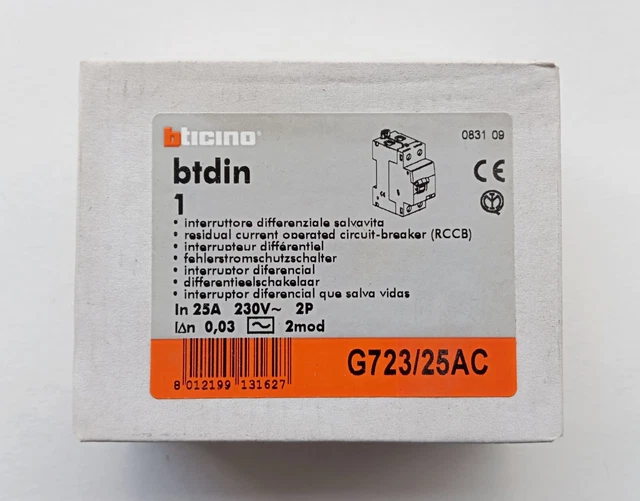 bticino
0831 09
btdin
CE
1
• interruttore differenziale salvavita
• residual current operated circuit-breaker (RCCB)
• interrupteur différentiel
• fehlerstromschutzschalter
• interruptor diferencial
• differentieelschakelaar
• interruptor diferencial que salva vidas
In 25A 230V~ 2P
I∆n 0,03 2mod
G723/25AC
8 012199 131627